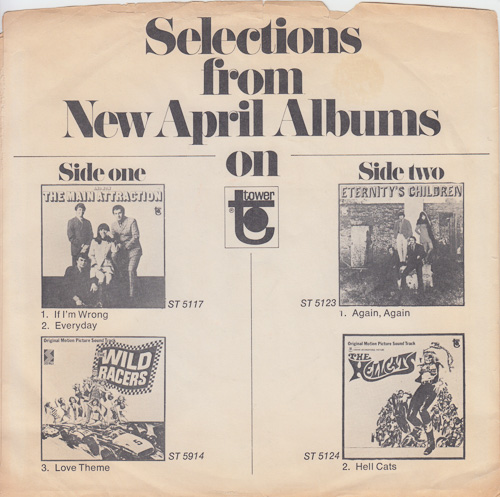 Selections
from
New April Albums
on
tower
®
Side one
THE MAIN ATTRACTION
ST 5117
1. If I'm Wrong
2. Everyday
Original Motion Picture Sound Track
WILD
RACERS
ST 5914
3. Love Theme
Side two
ETERNITY'S CHILDREN
ST 5123
1. Again, Again
Original Motion Picture Sound Track
THE
HELLCATS
ST 5124
2. Hell Cats